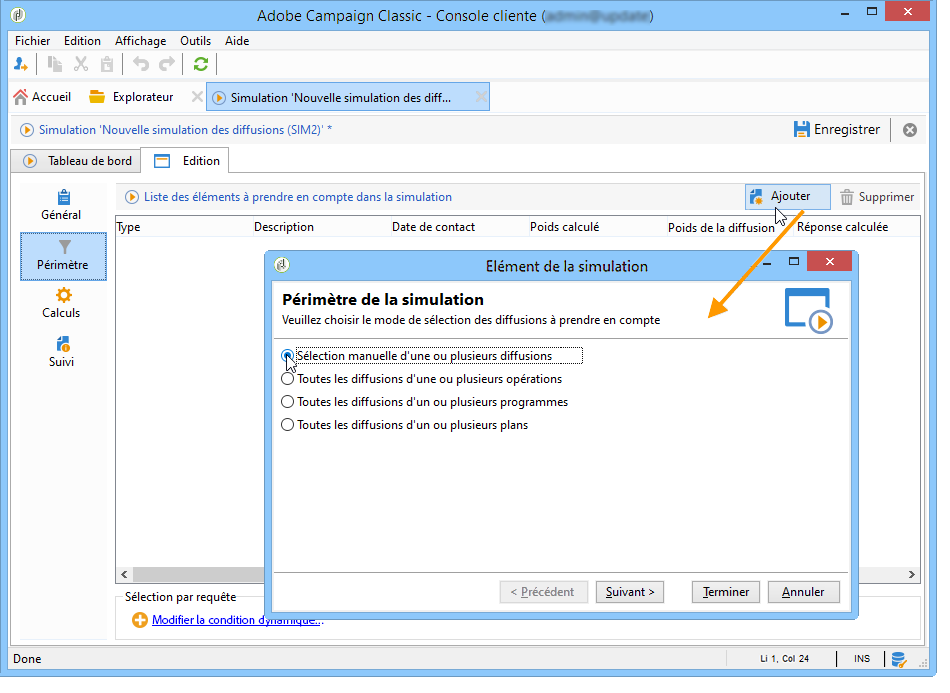 Adobe Campaign Classic - Console cliente ( )
Fichier Edition Affichage Outils Aide
Accueil Explorateur Simulation 'Nouvelle simulation des diff...
Simulation 'Nouvelle simulation des diffusions (SIM2)' * Enregistrer
Tableau de bord Edition
Général
Périmètre
Calculs
Suivi
Liste des éléments à prendre en compte dans la simulation Ajouter Supprimer
Type Description Date de contact Poids calculé Poids de la diffusion Réponse calculée
Elément de la simulation
Périmètre de la simulation
Veuillez choisir le mode de sélection des diffusions à prendre en compte
Sélection manuelle d'une ou plusieurs diffusions
Toutes les diffusions d'une ou plusieurs opérations
Toutes les diffusions d'un ou plusieurs programmes
Toutes les diffusions d'un ou plusieurs plans
< Précédent Suivant > Terminer Annuler
Sélection par requête
Modifier la condition dynamique...
Done Li 1, Col 24 INS